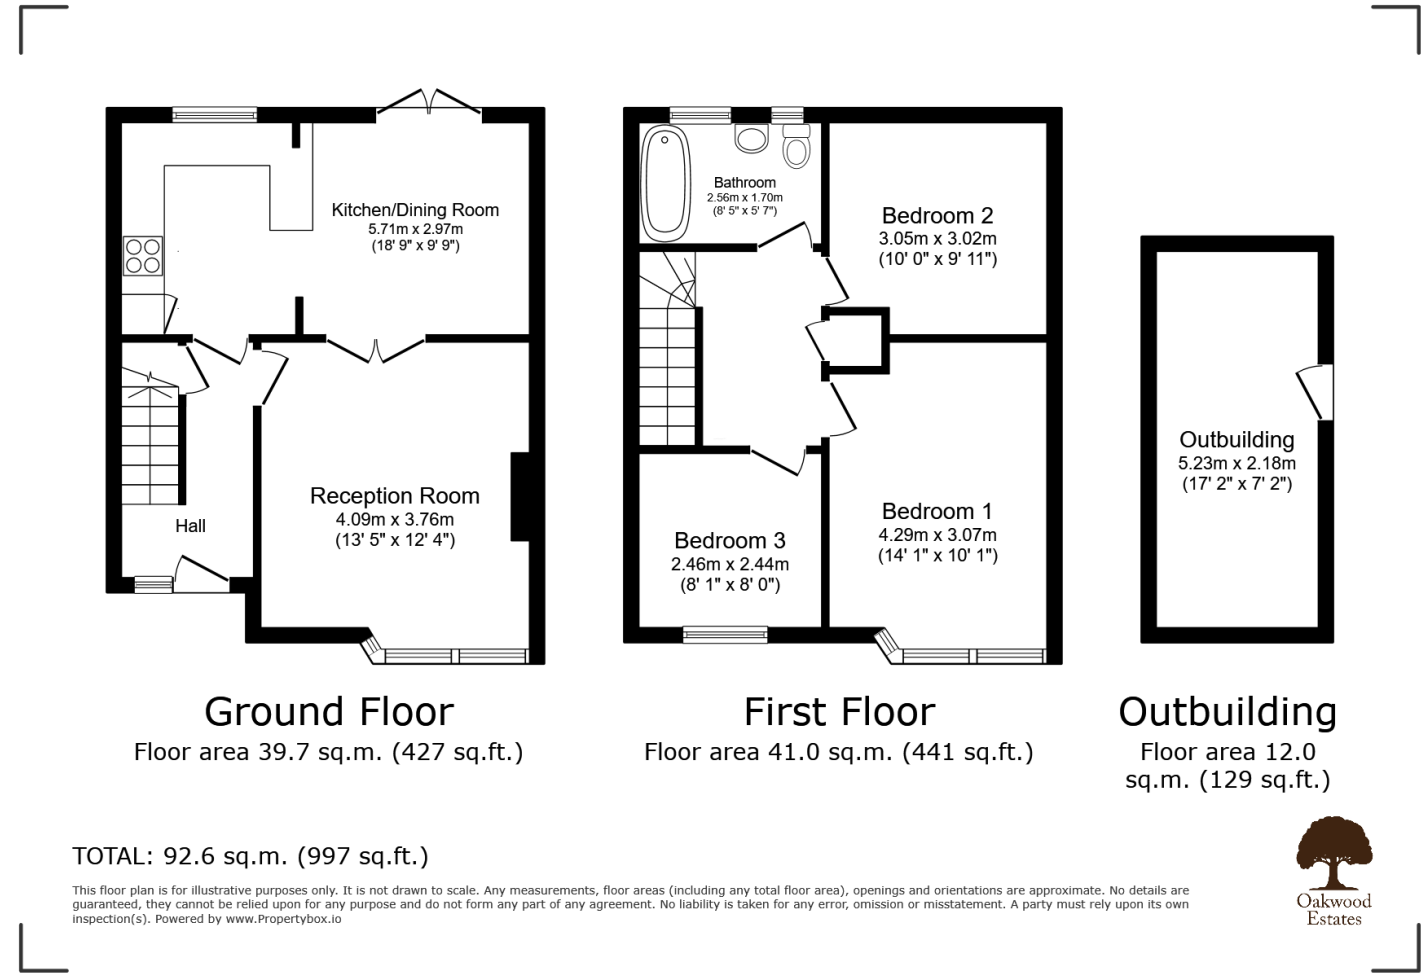 Kitchen/Dining Room
5.71m x 2.97m
(18' 9" x 9' 9")
Reception Room
4.09m x 3.76m
(13' 5" x 12' 4")
Hall
Bathroom
2.56m x 1.70m
(8' 5" x 5' 7")
Bedroom 2
3.05m x 3.02m
(10' 0" x 9' 11")
Bedroom 1
4.29m x 3.07m
(14' 1" x 10' 1")
Bedroom 3
2.46m x 2.44m
(8' 1" x 8' 0")
Outbuilding
5.23m x 2.18m
(17' 2" x 7' 2")
Ground Floor
Floor area 39.7 sq.m. (427 sq.ft.)
First Floor
Floor area 41.0 sq.m. (441 sq.ft.)
Outbuilding
Floor area 12.0
sq.m. (129 sq.ft.)
TOTAL: 92.6 sq.m. (997 sq.ft.)
This floor plan is for illustrative purposes only. It is not drawn to scale. Any measurements, floor areas (including any total floor area), openings and orientations are approximate. No details are
guaranteed, they cannot be relied upon for any purpose and do not form any part of any agreement. No liability is taken for any error, omission or misstatement. A party must rely upon its own
inspection(s). Powered by www.Propertybox.io
Oakwood
Estates